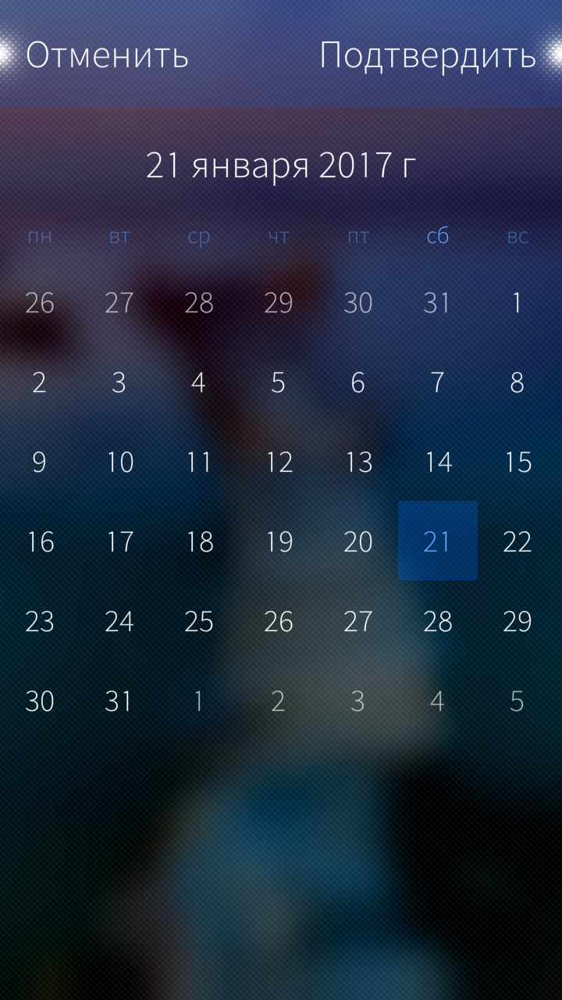 Отменить Подтвердить
21 января 2017 г
пн вт ср чт пт сб вс
26 27 28 29 30 31 1
2 3 4 5 6 7 8
9 10 11 12 13 14 15
16 17 18 19 20 21 22
23 24 25 26 27 28 29
30 31 1 2 3 4 5